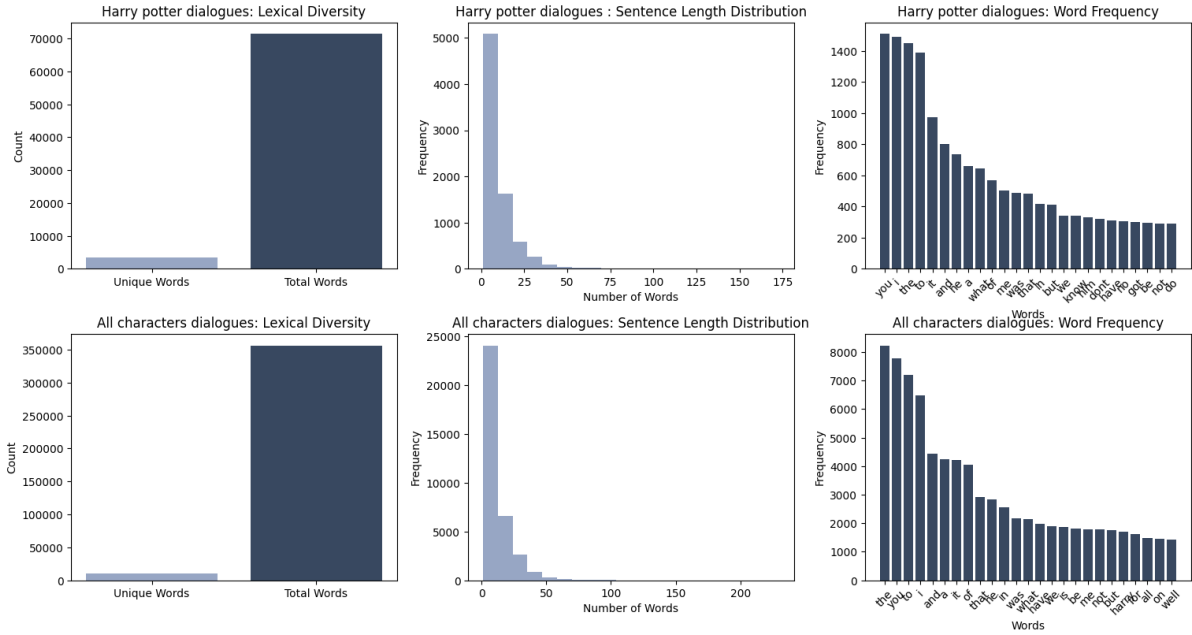 Harry potter dialogues: Lexical Diversity
70000
60000
50000
40000
30000
20000
10000
0
Count
Unique Words
Total Words
Harry potter dialogues : Sentence Length Distribution
5000
4000
3000
2000
1000
0
Frequency
0 25 50 75 100 125 150 175
Number of Words
Harry potter dialogues: Word Frequency
1400
1200
1000
800
600
400
200
0
Frequency
you i the to it and he a what of me was that in but we know him dont have no got be not do
Words
All characters dialogues: Lexical Diversity
350000
300000
250000
200000
150000
100000
50000
0
Count
Unique Words
Total Words
All characters dialogues: Sentence Length Distribution
25000
20000
15000
10000
5000
0
Frequency
0 50 100 150 200
Number of Words
All characters dialogues: Word Frequency
8000
7000
6000
5000
4000
3000
2000
1000
0
Frequency
the you to i and a it of that he in was what have we is be me not but harry for all on well
Words